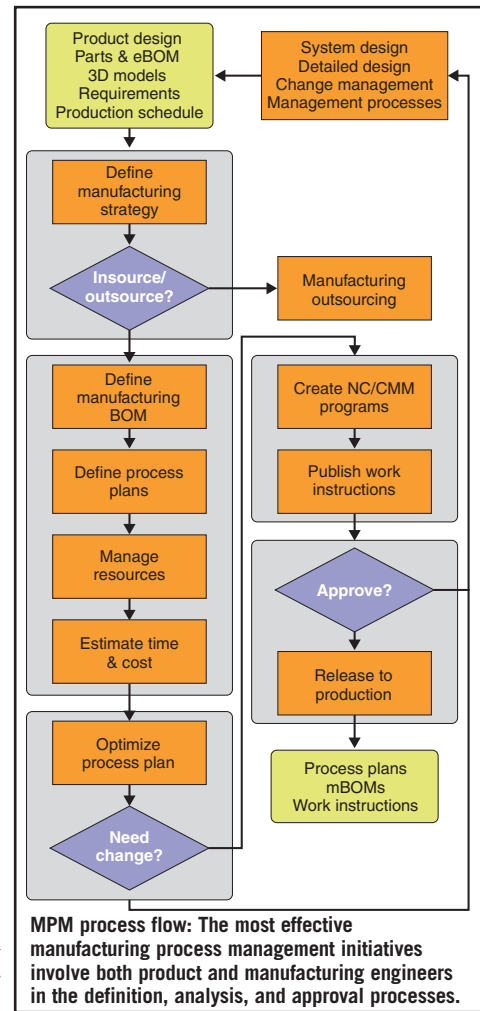 Product design
Parts & eBOM
3D models
Requirements
Production schedule
System design
Detailed design
Change management
Management processes
Define
manufacturing
strategy
Insource/
outsource?
Manufacturing
outsourcing
Define
manufacturing
BOM
Define process
plans
Manage
resources
Estimate time
& cost
Optimize
process plan
Need
change?
Create NC/CMM
programs
Publish work
instructions
Approve?
Release to
production
Process plans
mBOMs
Work instructions
MPM process flow: The most effective
manufacturing process management initiatives
involve both product and manufacturing engineers
in the definition, analysis, and approval processes.